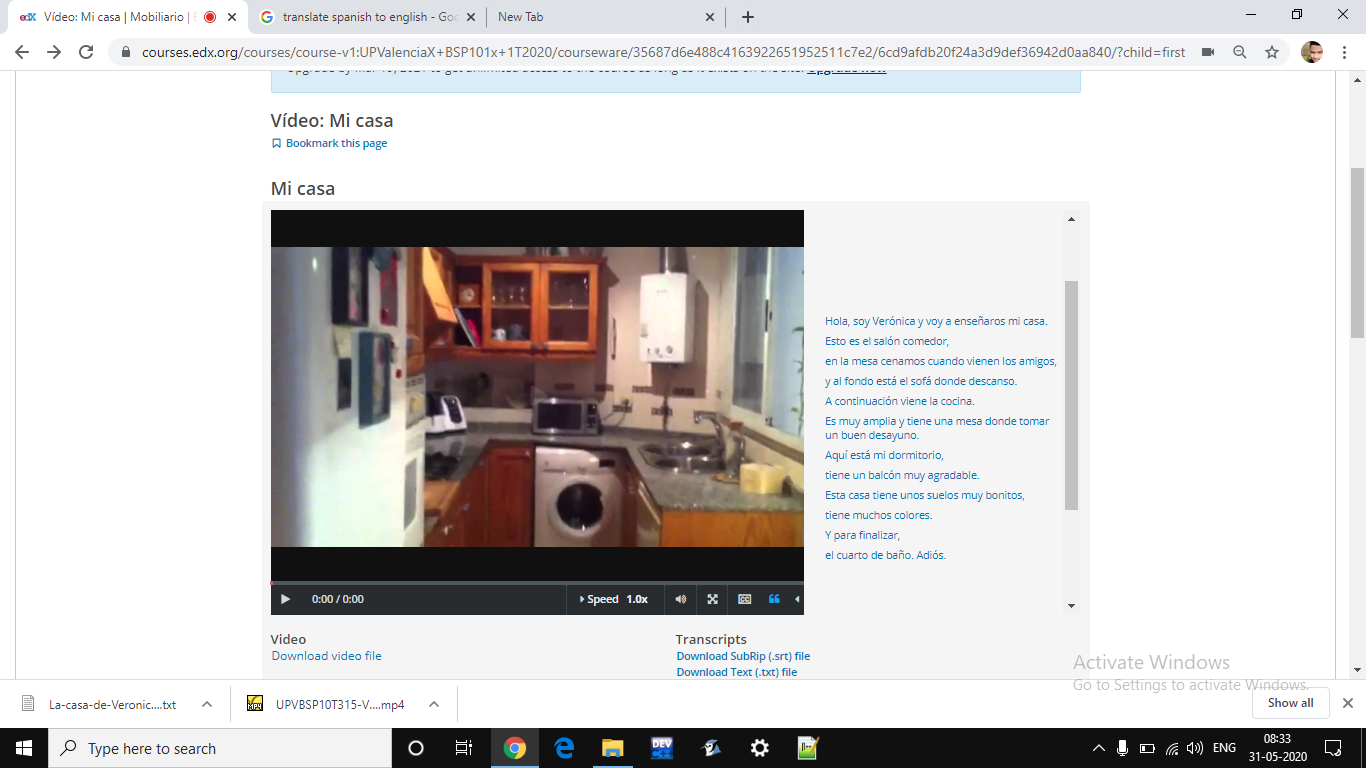 Vídeo: Mi casa | Mobiliario |
translate spanish to english - Goo
New Tab
courses.edx.org/courses/course-v1:UPValenciaX+BSP101x+1T2020/courseware/35687d6e488c4163922651952511c7e2/6cd9afdb20f24a3d9def36942d0aa840/?child=first
Vídeo: Mi casa
Bookmark this page
Mi casa
Hola, soy Verónica y voy a enseñaros mi casa.
Esto es el salón comedor,
en la mesa cenamos cuando vienen los amigos,
y al fondo está el sofá donde descanso.
A continuación viene la cocina.
Es muy amplia y tiene una mesa donde tomar
un buen desayuno.
Aquí está mi dormitorio,
tiene un balcón muy agradable.
Esta casa tiene unos suelos muy bonitos,
tiene muchos colores.
Y para finalizar,
el cuarto de baño. Adiós.
0:00 / 0:00
Speed 1.0x
Video
Download video file
Transcripts
Download SubRip (.srt) file
Download Text (.txt) file
Activate Windows
Go to Settings to activate Windows.
La-casa-de-Veronic....txt
UPVBSP10T315-V....mp4
Show all
Type here to search
DEV
ENG
08:33
31-05-2020